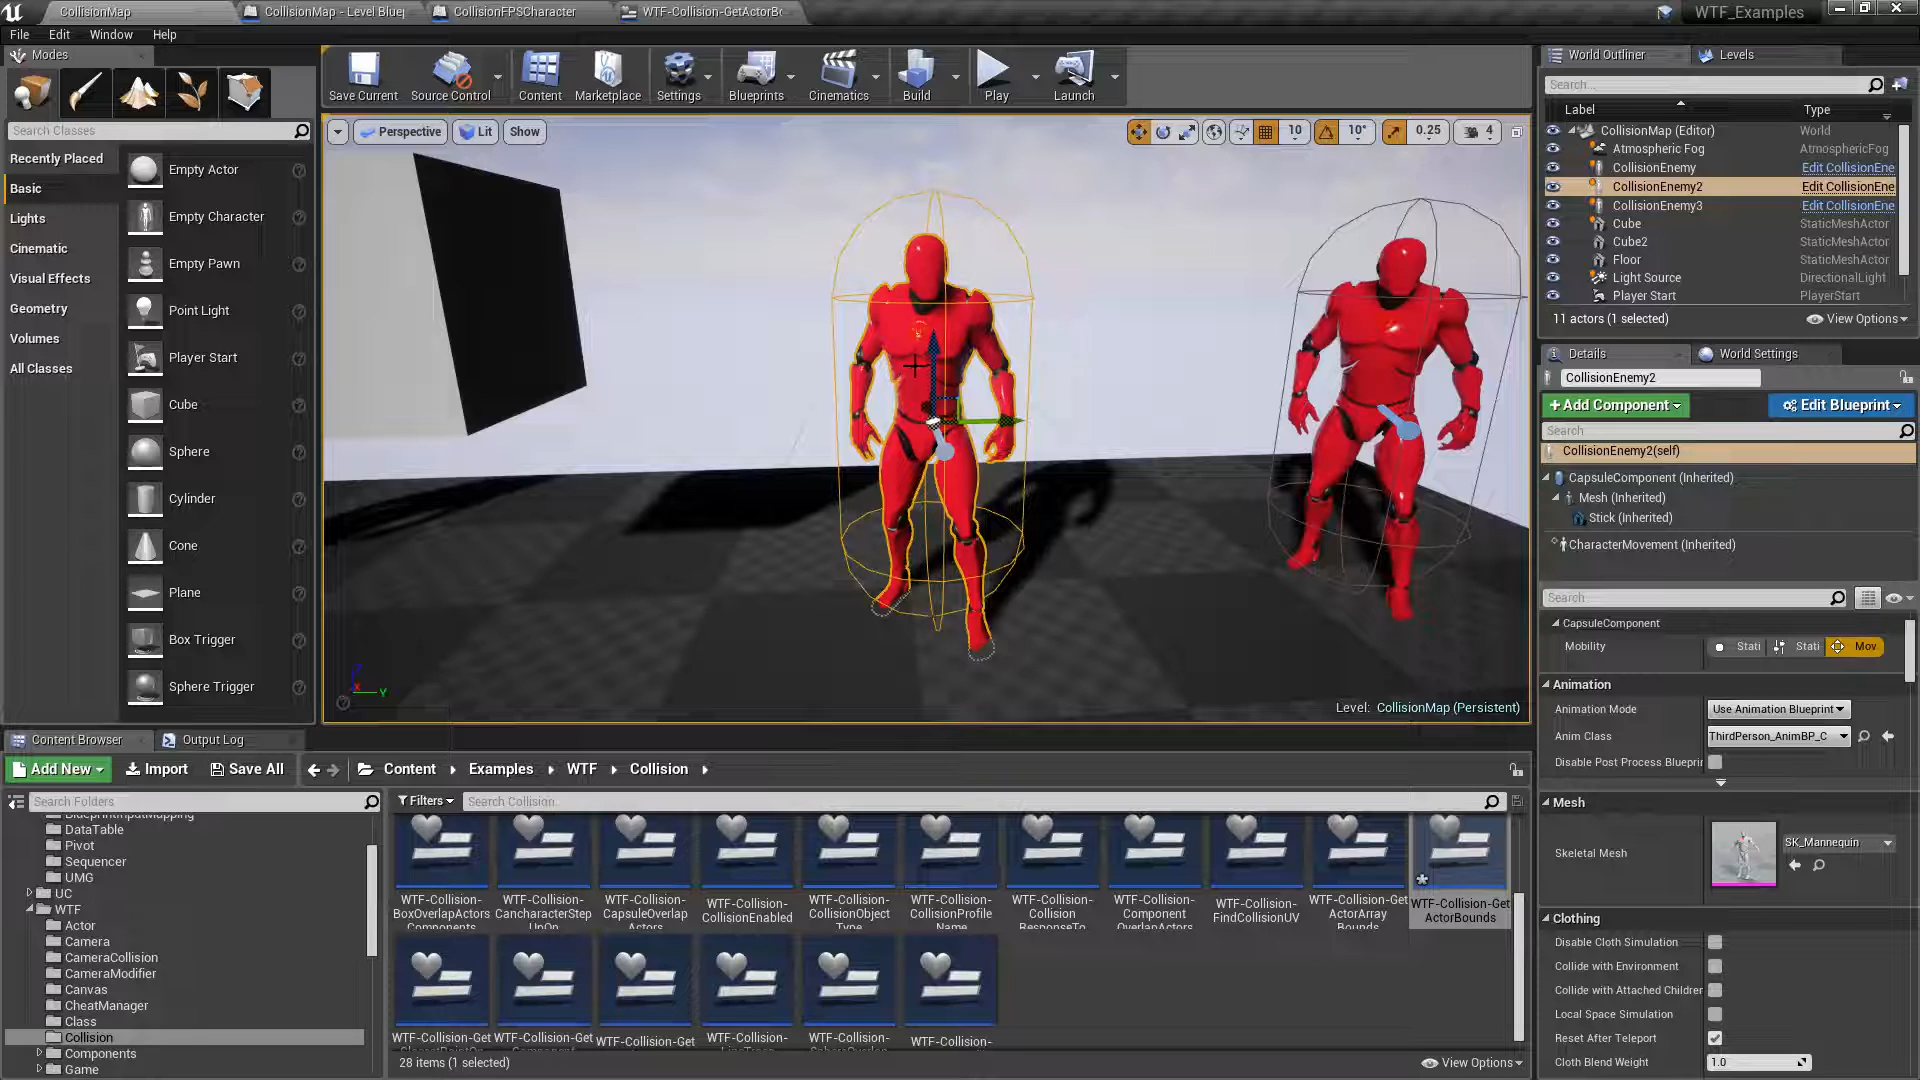 CollisionMap
CollisionMap - Level Bluep
CollisionFPSCharacter
WTF-Collision-GetActorBo
WTF_Examples
File Edit Window Help
Modes
Save Current
Source Control
Content
Marketplace
Settings
Blueprints
Cinematics
Build
Play
Launch
Search Classes
Recently Placed
Basic
Lights
Cinematic
Visual Effects
Geometry
Volumes
All Classes
Empty Actor
Empty Character
Empty Pawn
Point Light
Player Start
Cube
Sphere
Cylinder
Cone
Plane
Box Trigger
Sphere Trigger
Perspective
Lit
Show
10
10°
0.25
4
Level: CollisionMap (Persistent)
World Outliner
Levels
Search...
Label Type
CollisionMap (Editor) World
Atmospheric Fog AtmosphericFog
CollisionEnemy Edit CollisionEne
CollisionEnemy2 Edit CollisionEne
CollisionEnemy3 Edit CollisionEne
Cube StaticMeshActor
Cube2 StaticMeshActor
Floor StaticMeshActor
Light Source DirectionalLight
Player Start PlayerStart
11 actors (1 selected)
View Options
Details
World Settings
CollisionEnemy2
+Add Component
Edit Blueprint
Search
CollisionEnemy2(self)
CapsuleComponent (Inherited)
Mesh (Inherited)
Stick (Inherited)
CharacterMovement (Inherited)
Search
CapsuleComponent
Mobility Stati Stati Mov
Animation
Animation Mode Use Animation Blueprint
Anim Class ThirdPerson_AnimBP_C
Disable Post Process Blueprin
Mesh
Skeletal Mesh SK_Mannequin
Clothing
Disable Cloth Simulation
Collide with Environment
Collide with Attached Children
Local Space Simulation
Reset After Teleport
Cloth Blend Weight 1.0
Content Browser
Output Log
Add New
Import
Save All
Content Examples WTF Collision
Search Folders
BlueprintInputMapping
DataTable
Pivot
Sequencer
UMG
UC
WTF
Actor
Camera
CameraCollision
CameraModifier
Canvas
CheatManager
Class
Collision
Components
Game
Filters
Search Collision
WTF-Collision-
BoxOverlapActors
Components
WTF-Collision-
CancharacterStep
UpOn
WTF-Collision-
CapsuleOverlap
Actors
WTF-Collision-
CollisionEnabled
WTF-Collision-
CollisionObject
Type
WTF-Collision-
CollisionProfile
Name
WTF-Collision-
Collision
ResponseTo
WTF-Collision-
Component
OverlapActors
WTF-Collision-
FindCollisionUV
WTF-Collision-Get
ActorArray
Bounds
WTF-Collision-Get
ActorBounds
WTF-Collision-Get
WTF-Collision-Get
WTF-Collision-Get
WTF-Collision-
LineTrace
WTF-Collision-
SphereOverlap
WTF-Collision-
28 items (1 selected)
View Options